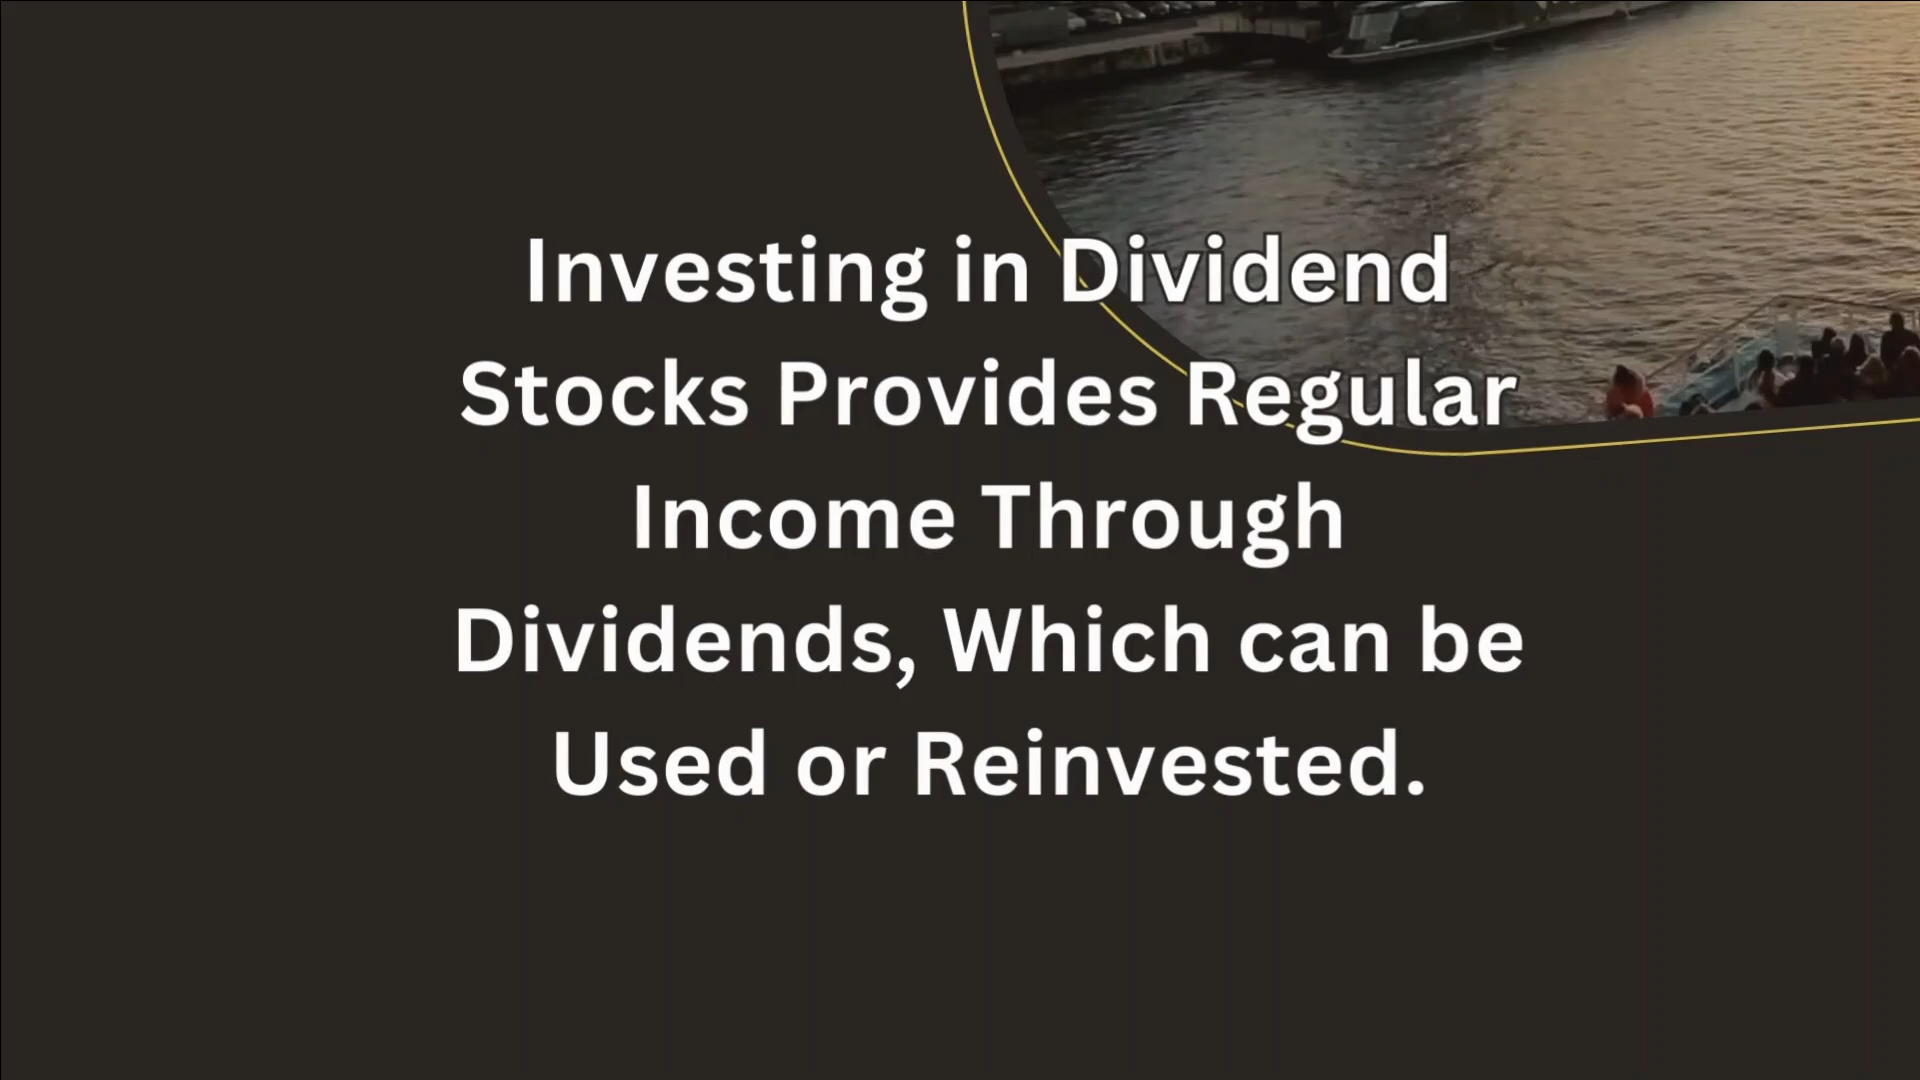 Investing in Dividend
Stocks Provides Regular
Income Through
Dividends, Which can be
Used or Reinvested.